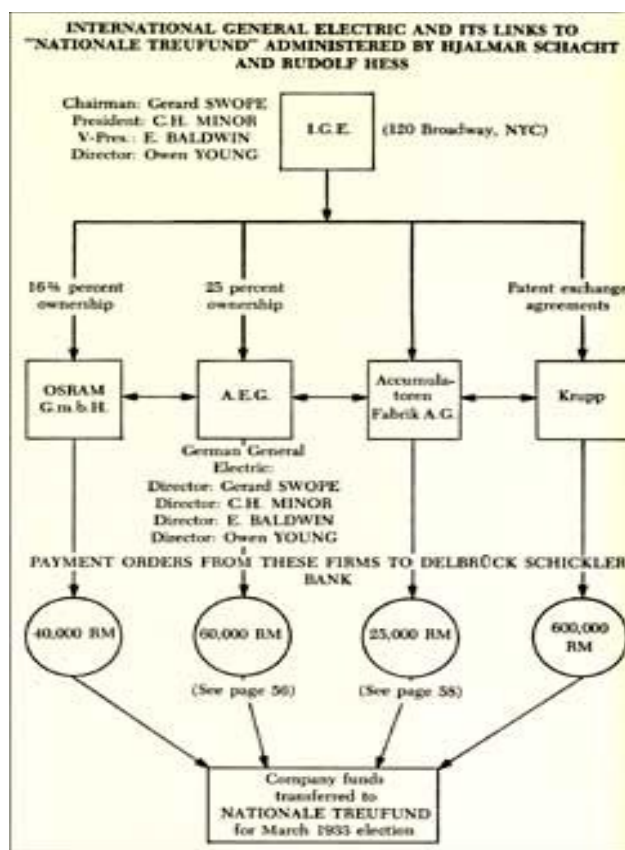 INTERNATIONAL GENERAL ELECTRIC AND ITS LINKS TO
"NATIONALE TREUFUND" ADMINISTERED BY HJALMAR SCHACHT
AND RUDOLF HESS
Chairman: Gerard SWOPE
President: C.H. MINOR
V-Pres.: E. BALDWIN
Director: Owen YOUNG
I.G.E.
(120 Broadway, NYC)
16% percent
ownership
25 percent
ownership
Patent exchange
agreements
OSRAM
G.m.b.H.
A.E.G.
Accumula-
toren
Fabrik A.G.
Krupp
German General
Electric:
Director: Gerard SWOPE
Director: C.H. MINOR
Director: E. BALDWIN
Director: Owen YOUNG
PAYMENT ORDERS FROM THESE FIRMS TO DELBRÜCK SCHICKLER
BANK
40,000 RM
60,000 RM
25,000 RM
600,000
RM
(See page 56)
(See page 58)
Company funds
transferred to
NATIONALE TREUFUND
for March 1933 election